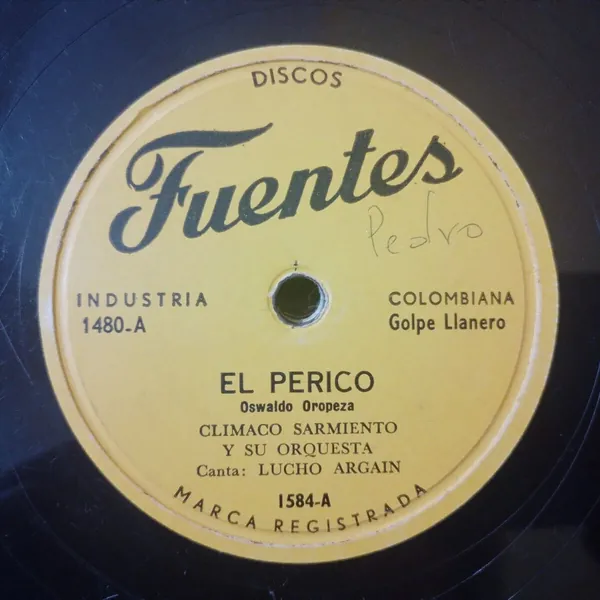 DISCOS
Fuentes
Pedro
INDUSTRIA COLOMBIANA
1480-A Golpe Llanero
EL PERICO
Oswaldo Oropeza
CLIMACO SARMIENTO
Y SU ORQUESTA
Canta: LUCHO ARGAIN
1584-A
MARCA REGISTRADA